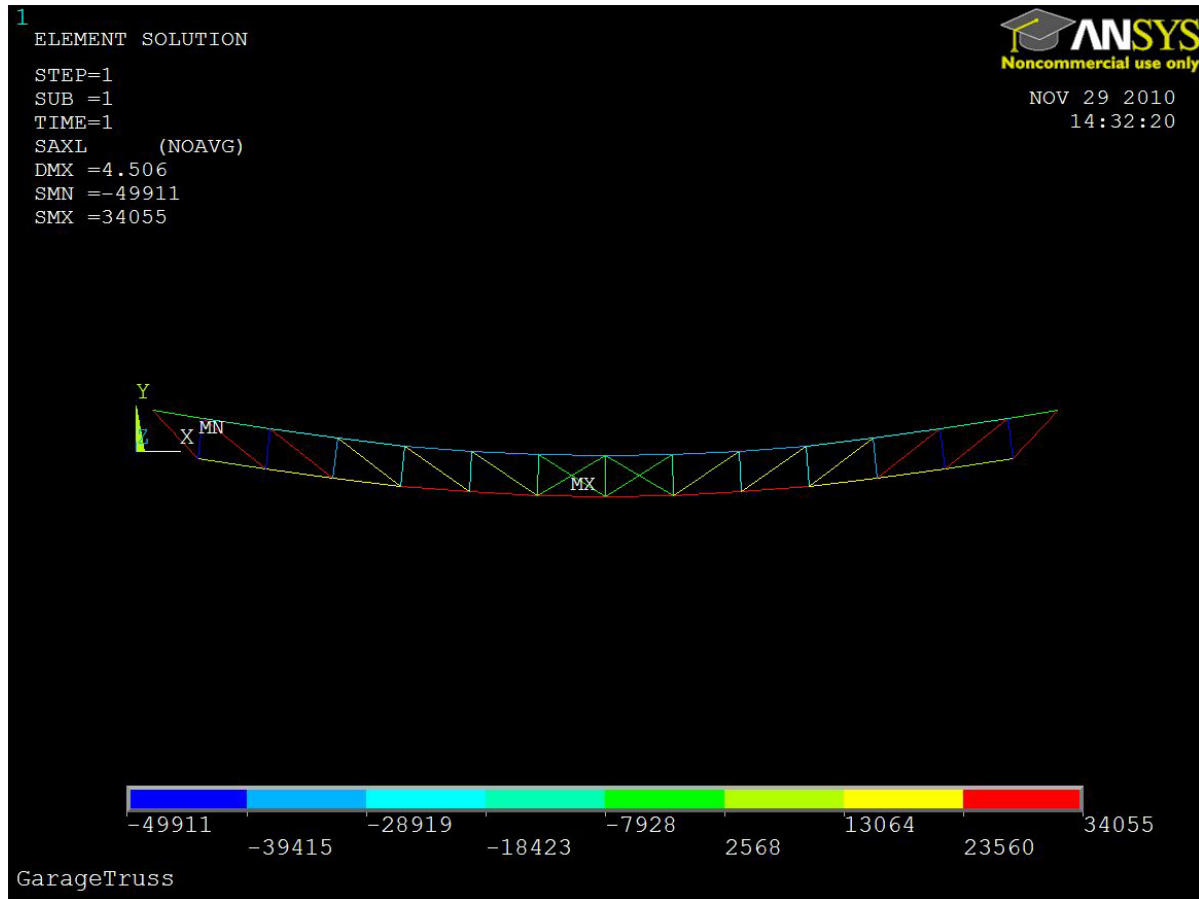 1
ELEMENT SOLUTION
STEP=1
SUB =1
TIME=1
SAXL (NOAVG)
DMX =4.506
SMN =-49911
SMX =34055
ANSYS
Noncommercial use only
NOV 29 2010
14:32:20
Y
Z X MN
MX
-49911 -28919 -7928 13064 34055
-39415 -18423 2568 23560
GarageTruss